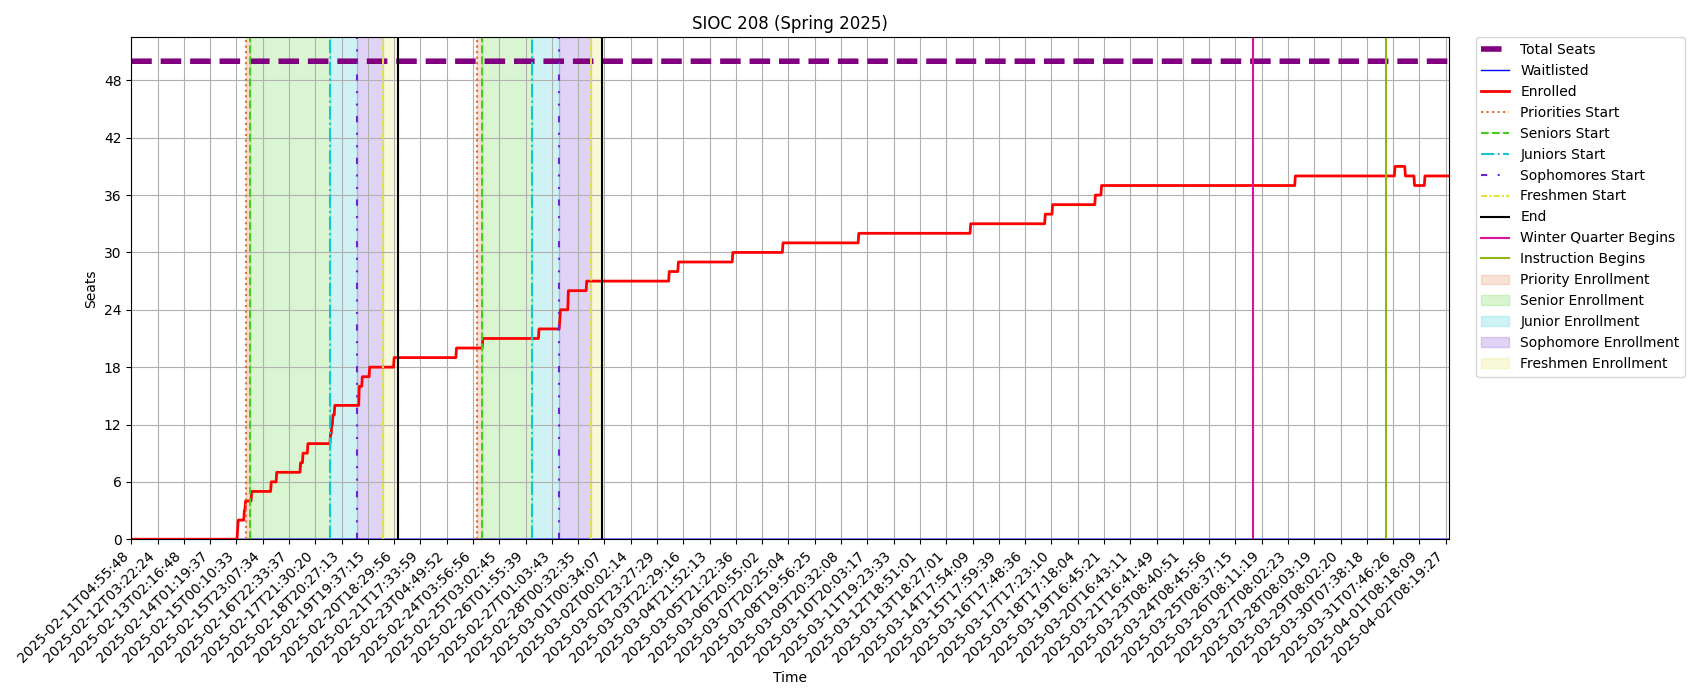 SIOC 208 (Spring 2025)
Seats
48
42
36
30
24
18
12
6
0
2025-02-11T04:55:48
2025-02-12T03:22:24
2025-02-13T02:16:48
2025-02-14T01:19:37
2025-02-15T00:10:33
2025-02-15T23:07:34
2025-02-16T22:33:37
2025-02-17T21:30:20
2025-02-18T20:27:13
2025-02-19T19:37:15
2025-02-20T18:29:56
2025-02-21T17:33:59
2025-02-23T04:49:52
2025-02-24T03:56:56
2025-02-25T03:02:45
2025-02-26T01:55:39
2025-02-27T01:03:43
2025-02-28T00:32:35
2025-03-01T00:34:07
2025-03-02T00:02:14
2025-03-02T23:27:29
2025-03-03T22:29:16
2025-03-04T21:52:13
2025-03-05T21:22:36
2025-03-06T20:55:02
2025-03-07T20:25:04
2025-03-08T19:56:25
2025-03-09T20:32:08
2025-03-10T20:03:17
2025-03-11T19:23:33
2025-03-12T18:51:01
2025-03-13T18:27:01
2025-03-14T17:54:09
2025-03-15T17:59:39
2025-03-16T17:48:36
2025-03-17T17:23:10
2025-03-18T17:18:04
2025-03-19T16:45:21
2025-03-20T16:43:11
2025-03-21T16:41:49
2025-03-23T08:40:51
2025-03-24T08:45:56
2025-03-25T08:37:15
2025-03-26T08:11:19
2025-03-27T08:02:23
2025-03-28T08:03:19
2025-03-29T08:02:20
2025-03-30T07:38:18
2025-03-31T07:46:26
2025-04-01T08:18:09
2025-04-02T08:19:27
Time
Total Seats
Waitlisted
Enrolled
Priorities Start
Seniors Start
Juniors Start
Sophomores Start
Freshmen Start
End
Winter Quarter Begins
Instruction Begins
Priority Enrollment
Senior Enrollment
Junior Enrollment
Sophomore Enrollment
Freshmen Enrollment